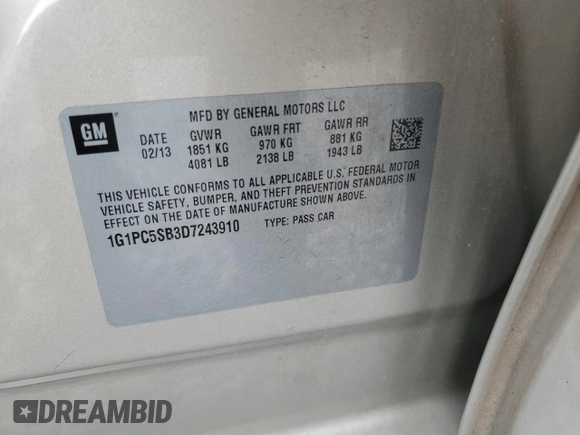 MFD BY GENERAL MOTORS LLC
GM
DATE GVWR GAWR FRT GAWR RR
02/13 1851 KG 970 KG 881 KG
4081 LB 2138 LB 1943 LB
THIS VEHICLE CONFORMS TO ALL APPLICABLE U.S. FEDERAL MOTOR
VEHICLE SAFETY, BUMPER, AND THEFT PREVENTION STANDARDS IN
EFFECT ON THE DATE OF MANUFACTURE SHOWN ABOVE.
1G1PC5SB3D7243910 TYPE: PASS CAR
DREAMBID